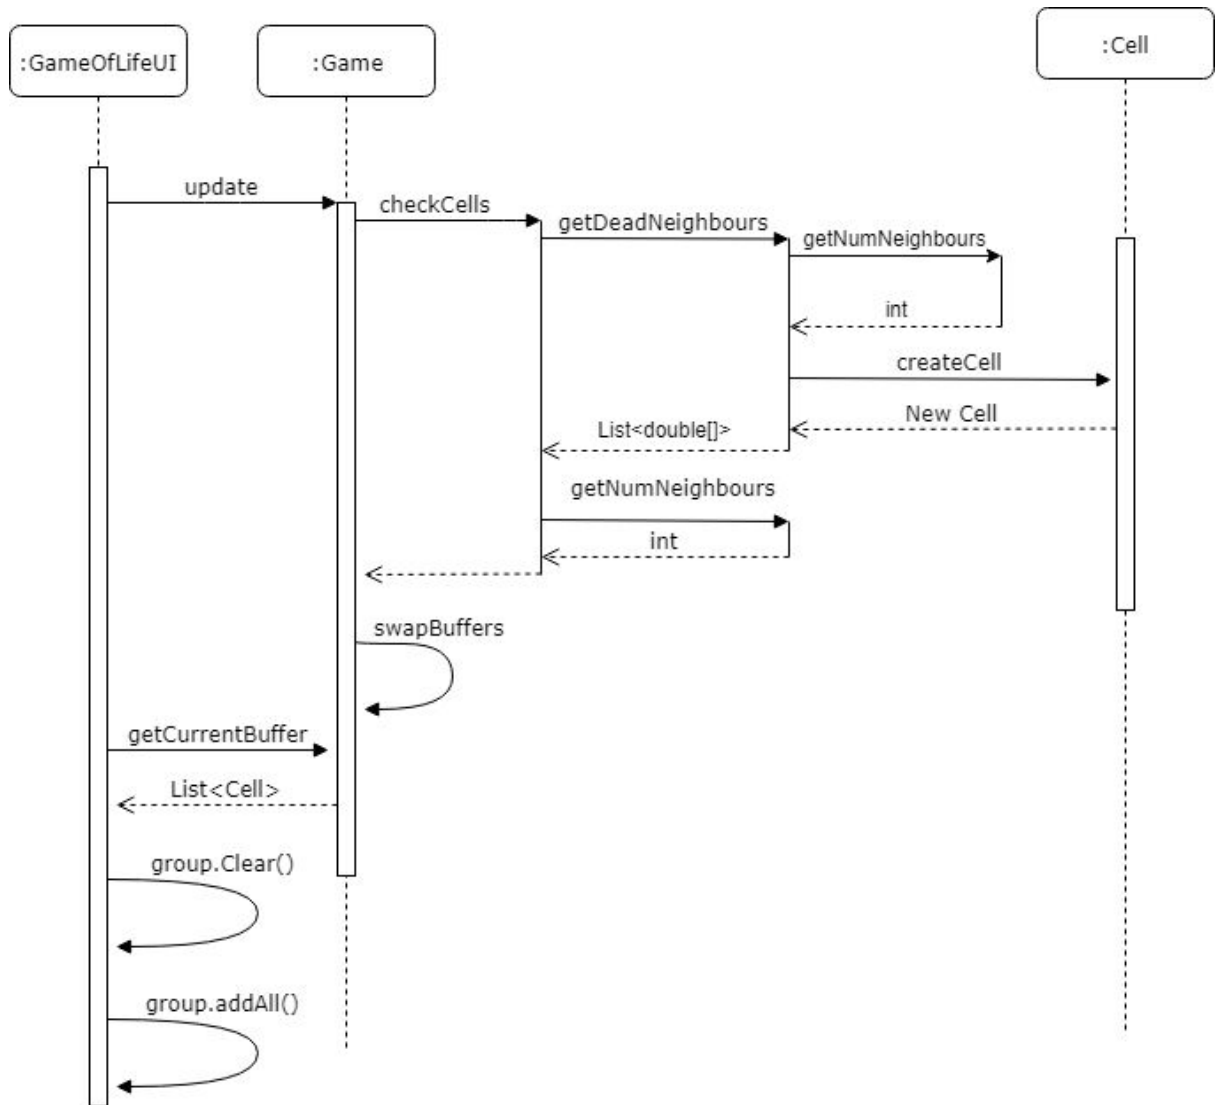 :GameOfLifeUI
:Game
:Cell
update
checkCells
getDeadNeighbours
getNumNeighbours
int
createCell
New Cell
List<double[]>
getNumNeighbours
int
swapBuffers
getCurrentBuffer
List<Cell>
group.Clear()
group.addAll()